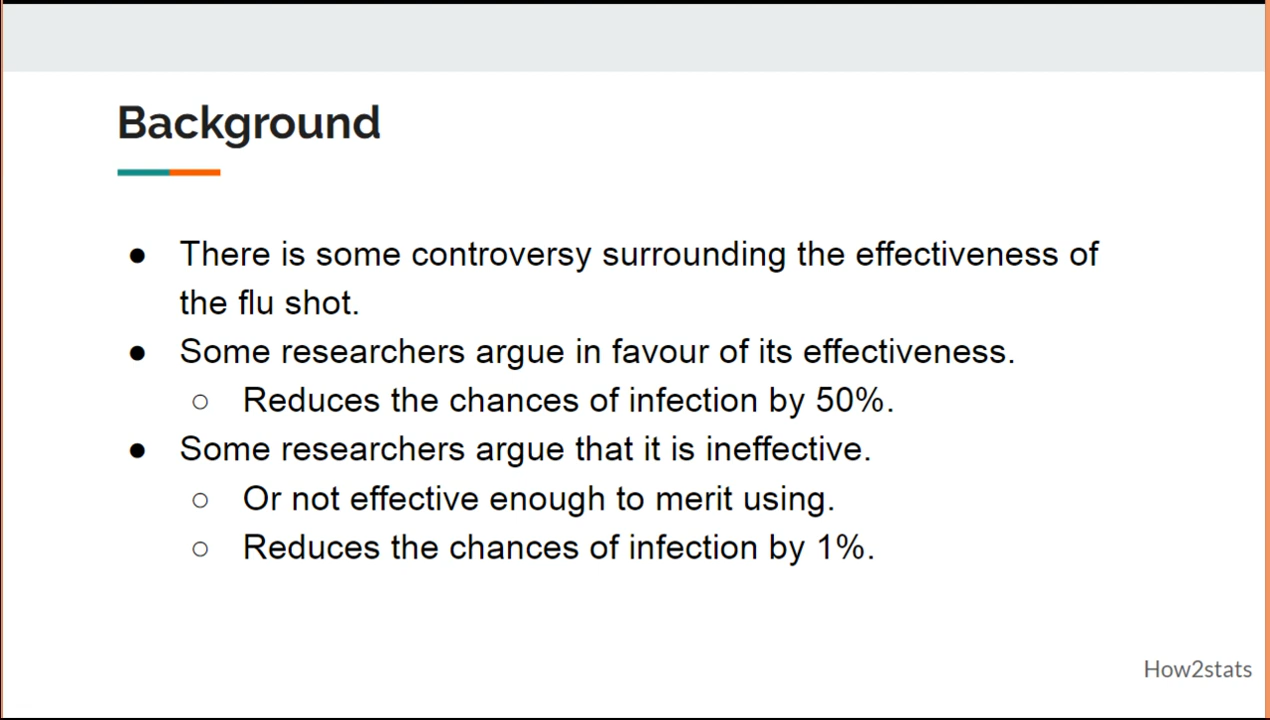 Background
● There is some controversy surrounding the effectiveness of
the flu shot.
● Some researchers argue in favour of its effectiveness.
○ Reduces the chances of infection by 50%.
● Some researchers argue that it is ineffective.
○ Or not effective enough to merit using.
○ Reduces the chances of infection by 1%.
How2stats